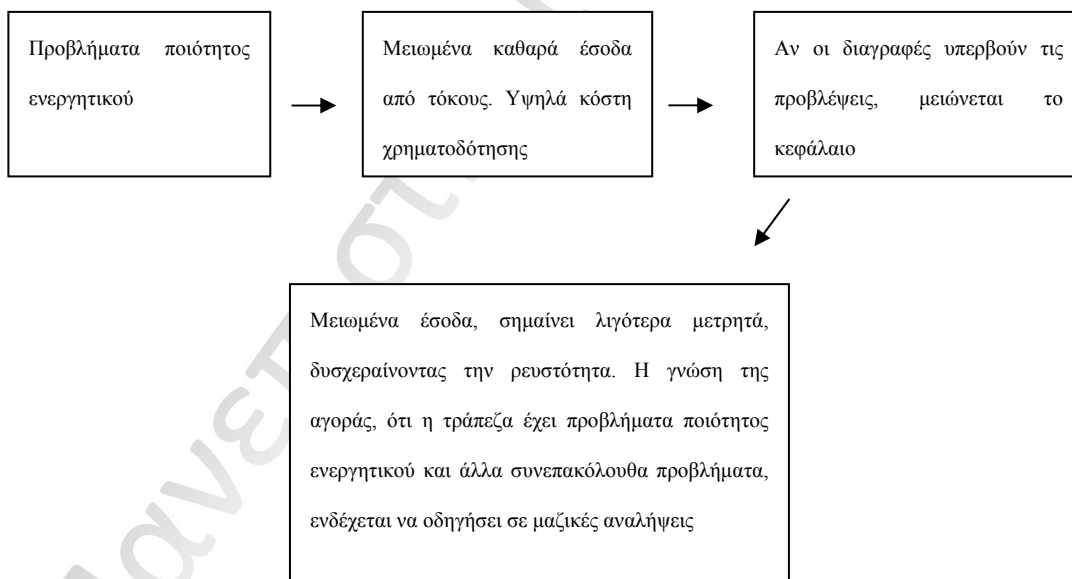 Προβλήματα ποιότητος
ενεργητικού
Μειωμένα καθαρά έσοδα
από τόκους. Υψηλά κόστη
χρηματοδότησης
Αν οι διαγραφές υπερβούν τις
προβλέψεις, μειώνεται το
κεφάλαιο
Μειωμένα έσοδα, σημαίνει λιγότερα μετρητά,
δυσχεραίνοντας την ρευστότητα. Η γνώση της
αγοράς, ότι η τράπεζα έχει προβλήματα ποιότητος
ενεργητικού και άλλα συνεπακόλουθα προβλήματα,
ενδέχεται να οδηγήσει σε μαζικές αναλήψεις